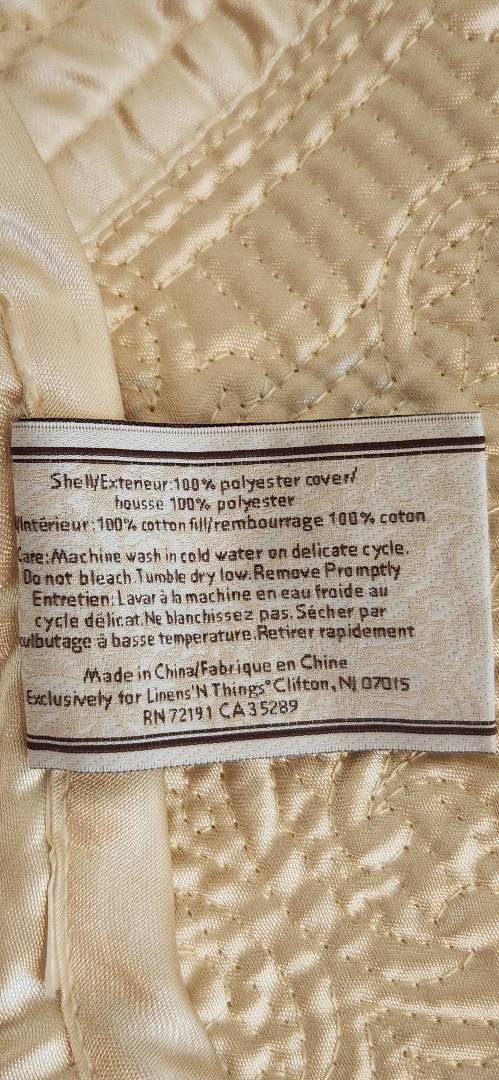 Shell/Exterieur:100% polyester cover/
housse 100% polyester
/Intérieur:100% cotton fill/rembourrage 100% coton
Care:Machine wash in cold water on delicate cycle.
Do not bleach.Tumble dry low.Remove Promptly
Entretien:Lavar à la machine en eau froide au
cycle délicat.Ne blanchissez pas.Sécher par
culbutage à basse temperature.Retirer rapidement
Made in China/Fabrique en Chine
Exclusively for Linens'N Things® Clifton, NJ 07015
RN 72191 CA 35289